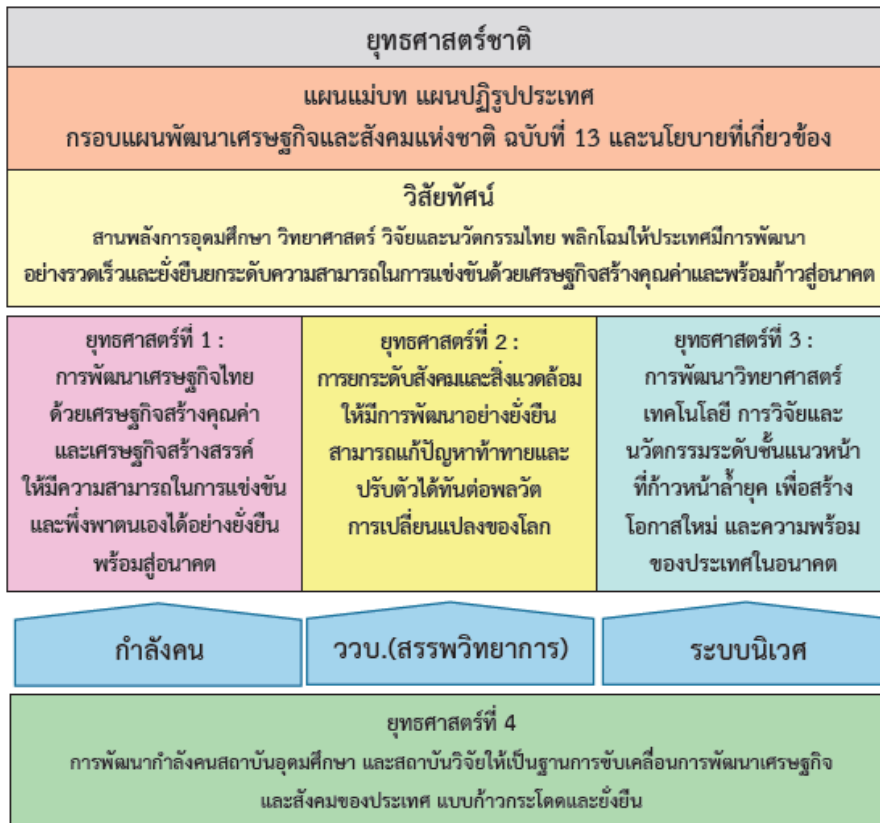 ยุทธศาสตร์ชาติ
แผนแม่บท แผนปฏิรูปประเทศ
กรอบแผนพัฒนาเศรษฐกิจและสังคมแห่งชาติ ฉบับที่ 13 และนโยบายที่เกี่ยวข้อง
วิสัยทัศน์
สานพลังการอุดมศึกษา วิทยาศาสตร์ วิจัยและนวัตกรรมไทย พลิกโฉมให้ประเทศมีการพัฒนา
อย่างรวดเร็วและยั่งยืนยกระดับความสามารถในการแข่งขันด้วยเศรษฐกิจสร้างคุณค่าและพร้อมก้าวสู่อนาคต
ยุทธศาสตร์ที่ 1 :
การพัฒนาเศรษฐกิจไทย
ด้วยเศรษฐกิจสร้างคุณค่า
และเศรษฐกิจสร้างสรรค์
ให้มีความสามารถในการแข่งขัน
และพึ่งพาตนเองได้อย่างยั่งยืน
พร้อมสู่อนาคต
ยุทธศาสตร์ที่ 2 :
การยกระดับสังคมและสิ่งแวดล้อม
ให้มีการพัฒนาอย่างยั่งยืน
สามารถแก้ปัญหาท้าทายและ
ปรับตัวได้ทันต่อพลวัต
การเปลี่ยนแปลงของโลก
ยุทธศาสตร์ที่ 3 :
การพัฒนาวิทยาศาสตร์
เทคโนโลยี การวิจัยและ
นวัตกรรมระดับขั้นแนวหน้า
ที่ก้าวหน้าล้ำยุค เพื่อสร้าง
โอกาสใหม่ และความพร้อม
ของประเทศในอนาคต
กำลังคน
ววน.(สรรพวิทยาการ)
ระบบนิเวศ
ยุทธศาสตร์ที่ 4
การพัฒนากำลังคนสถาบันอุดมศึกษา และสถาบันวิจัยให้เป็นฐานการขับเคลื่อนการพัฒนาเศรษฐกิจ
และสังคมของประเทศ แบบก้าวกระโดดและยั่งยืน